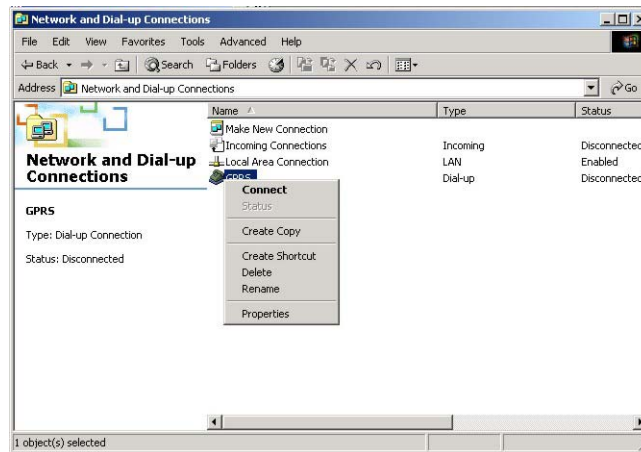 Network and Dial-up Connections
File Edit View Favorites Tools Advanced Help
Back Search Folders
Address Network and Dial-up Connections Go
Name Type Status
Make New Connection
Incoming Connections Incoming Disconnected
Local Area Connection LAN Enabled
GPRS Dial-up Disconnected
Network and Dial-up
Connections
GPRS
Type: Dial-up Connection
Status: Disconnected
Connect
Status
Create Copy
Create Shortcut
Delete
Rename
Properties
1 object(s) selected